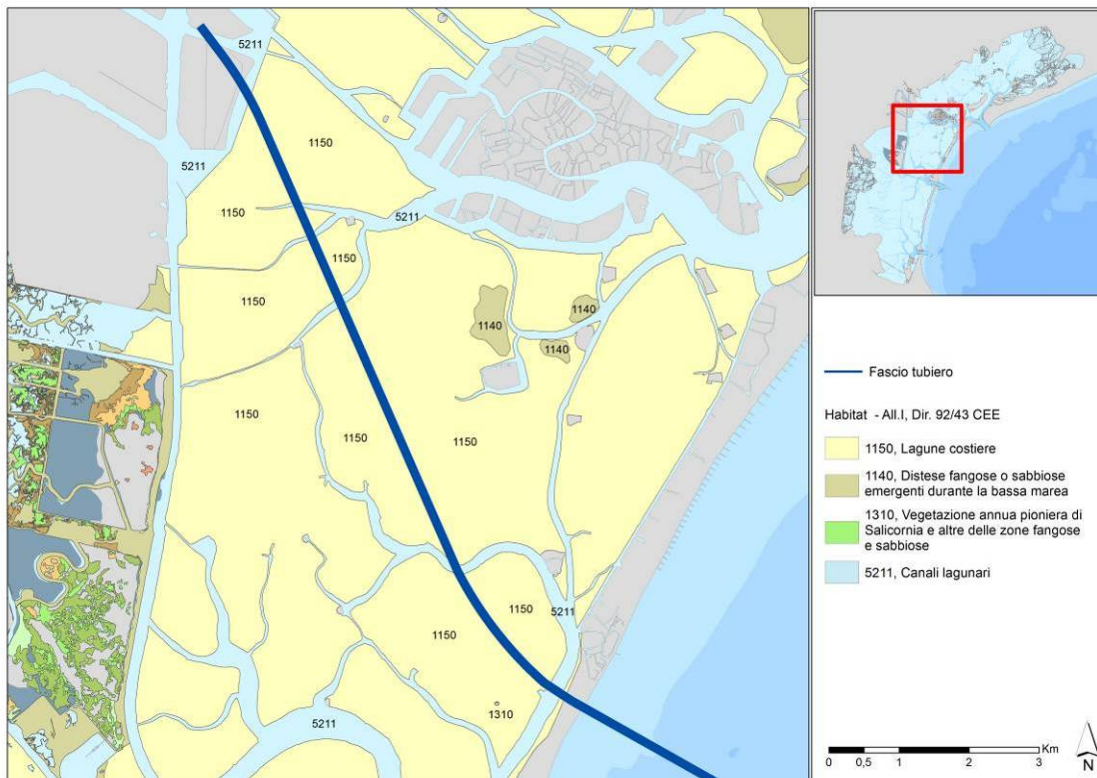 5211
1150
5211
1150
5211
1150
1150
1140
1140
1140
1150
1150
1150
1150
1150
5211
1310
5211
Fascio tubiero
Habitat - All.I, Dir. 92/43 CEE
1150, Lagune costiere
1140, Distese fangose o sabbiose
emergenti durante la bassa marea
1310, Vegetazione annua pioniera di
Salicornia e altre delle zone fangose
e sabbiose
5211, Canali lagunari
Km
0 0,5 1 2 3
N